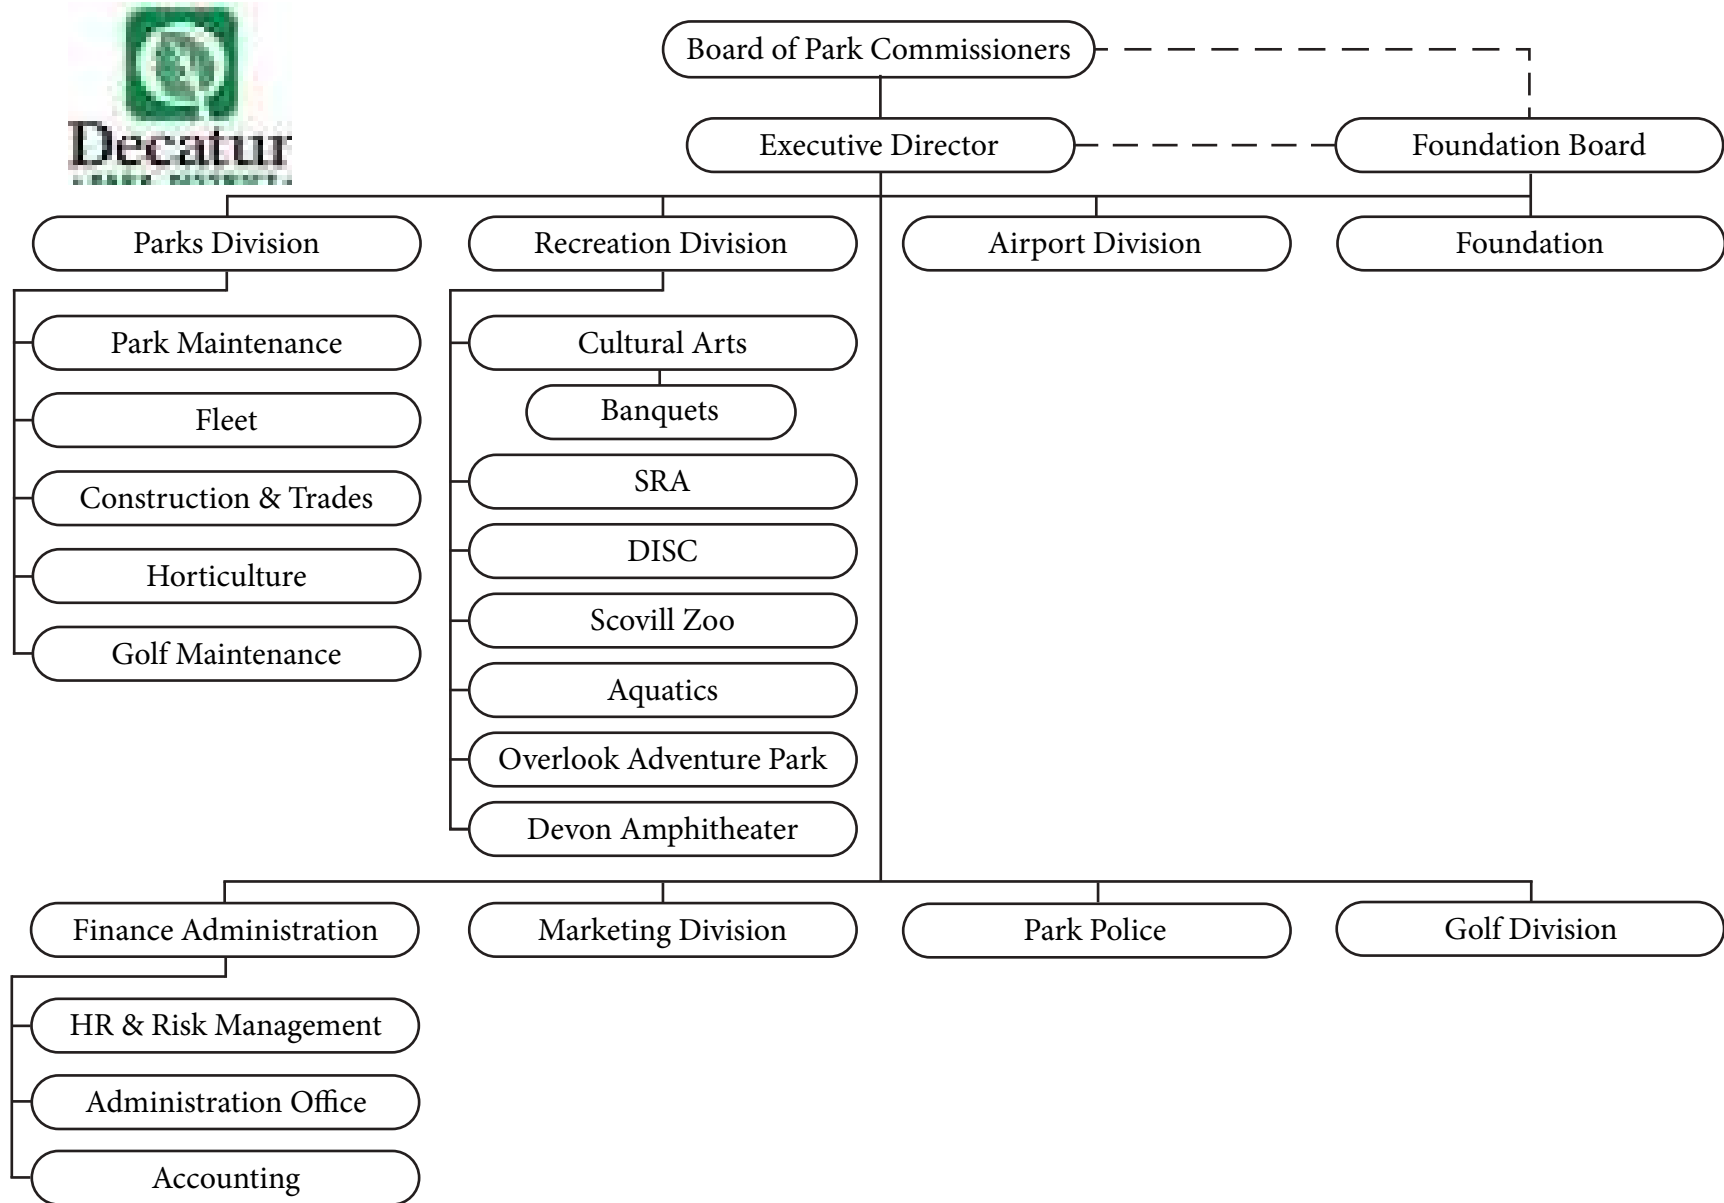 Decatur
Board of Park Commissioners
Executive Director
Foundation Board
Parks Division
Recreation Division
Airport Division
Foundation
Park Maintenance
Fleet
Construction & Trades
Horticulture
Golf Maintenance
Cultural Arts
Banquets
SRA
DISC
Scovill Zoo
Aquatics
Overlook Adventure Park
Devon Amphitheater
Finance Administration
Marketing Division
Park Police
Golf Division
HR & Risk Management
Administration Office
Accounting